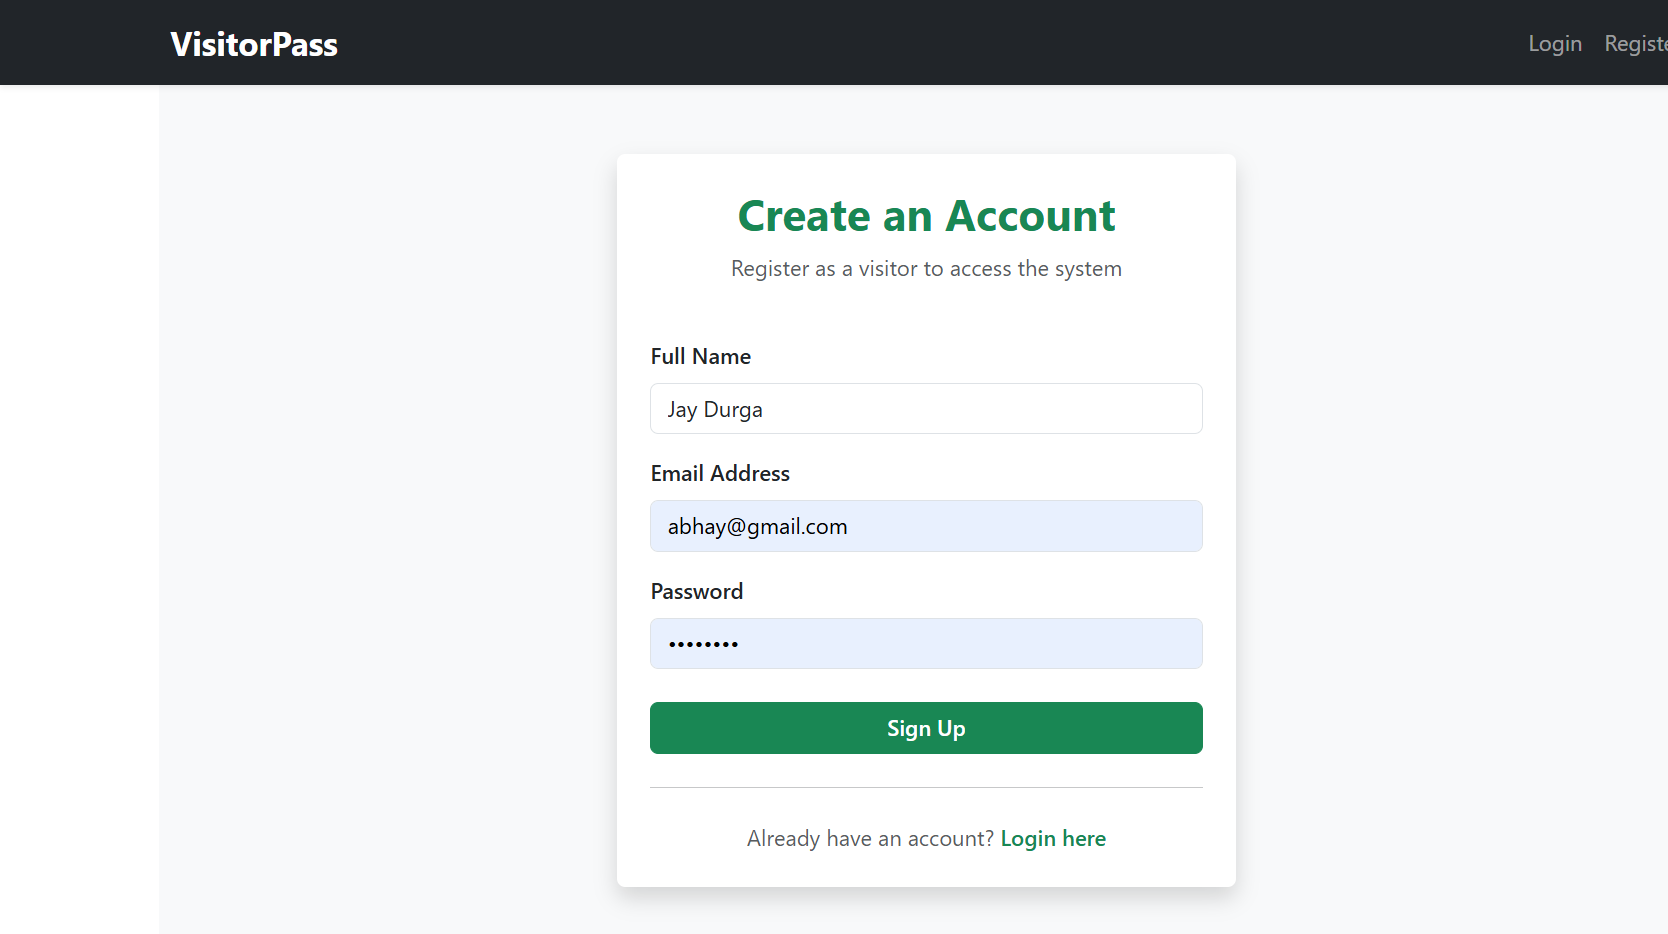 VisitorPass
Login Registe
Create an Account
Register as a visitor to access the system
Full Name
Jay Durga
Email Address
abhay@gmail.com
Password
••••••••
Sign Up
Already have an account? Login here